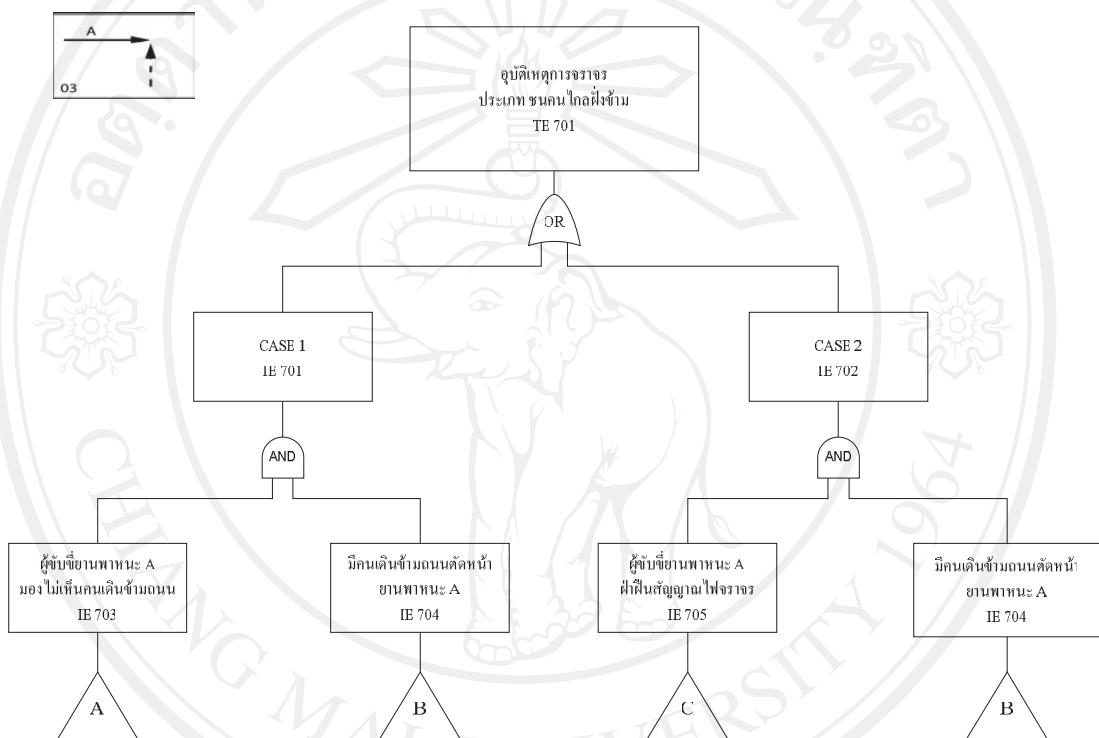 A
03
อุบัติเหตุการจราจร
ประเภท ชนคนไกลฝั่งข้าม
TE 701
OR
CASE 1
IE 701
CASE 2
IE 702
AND
AND
ผู้ขับขี่ยานพาหนะ A
มองไม่เห็นคนเดินข้ามถนน
IE 703
มีคนเดินข้ามถนนตัดหน้า
ยานพาหนะ A
IE 704
ผู้ขับขี่ยานพาหนะ A
ฝ่าฝืนสัญญาณไฟจราจร
IE 705
มีคนเดินข้ามถนนตัดหน้า
ยานพาหนะ A
IE 704
A
B
C
B
CHIANG MAI UNIVERSITY 1964